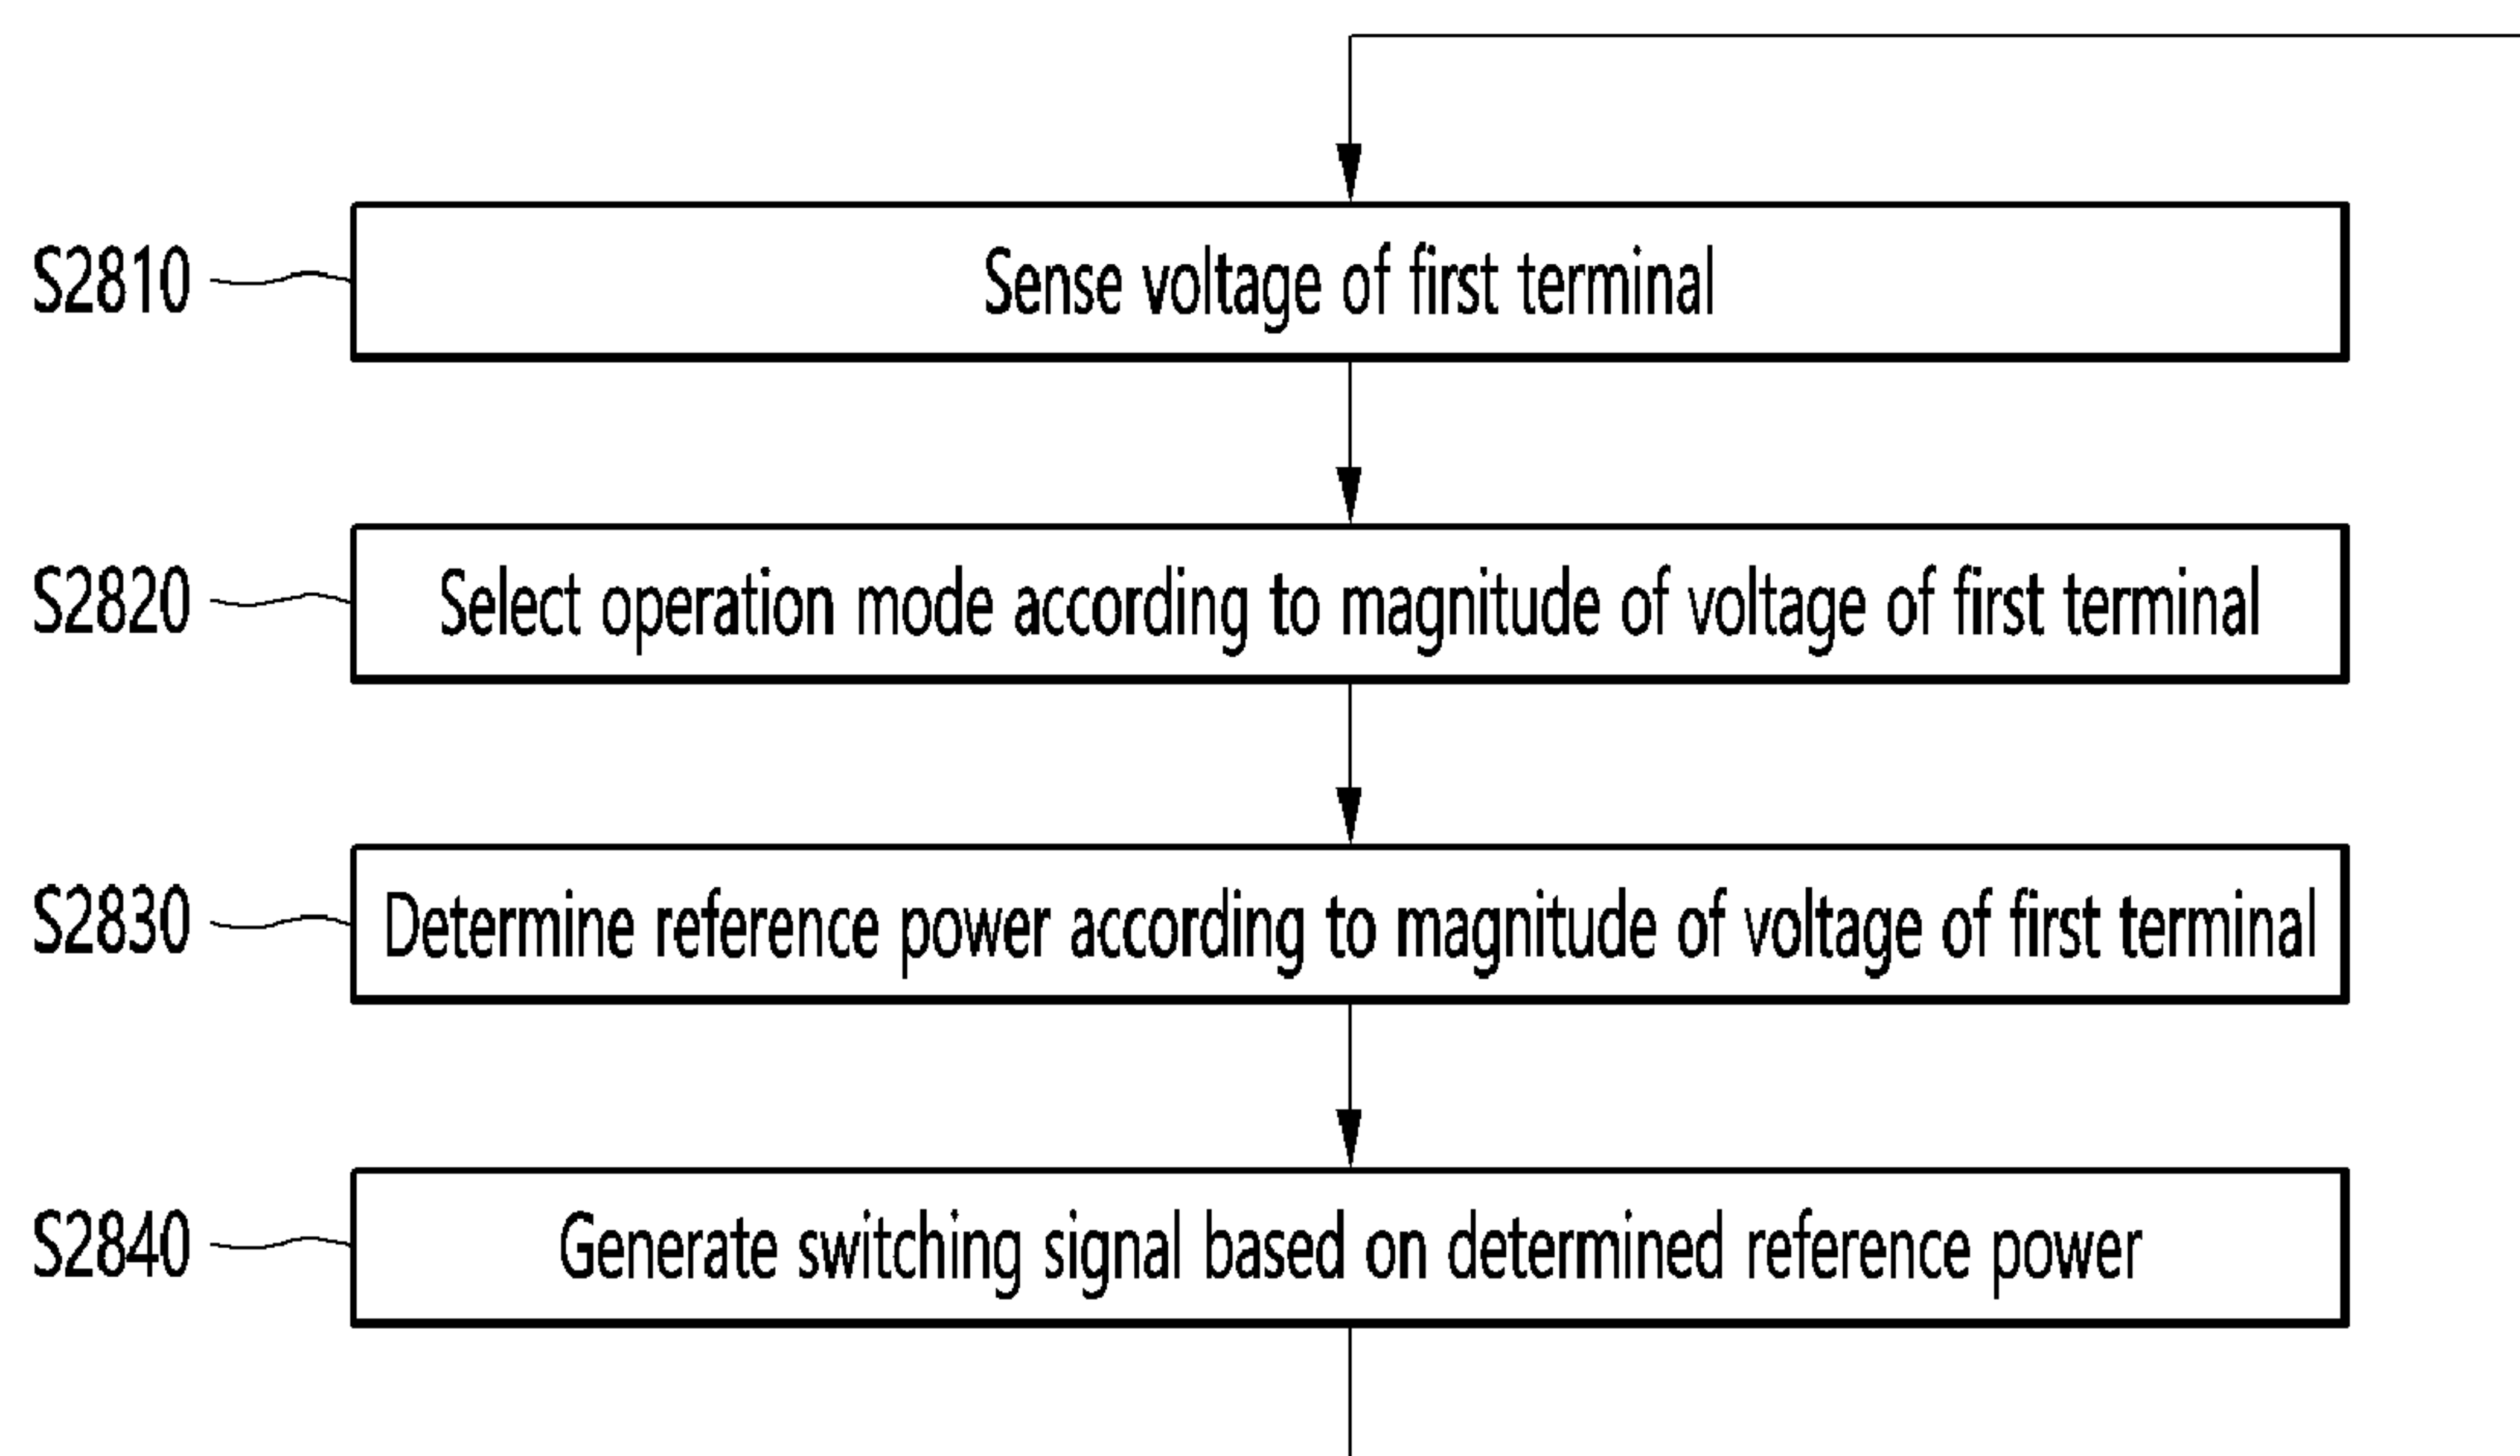 S2810 Sense voltage of first terminal
S2820 Select operation mode according to magnitude of voltage of first terminal
S2830 Determine reference power according to magnitude of voltage of first terminal
S2840 Generate switching signal based on determined reference power